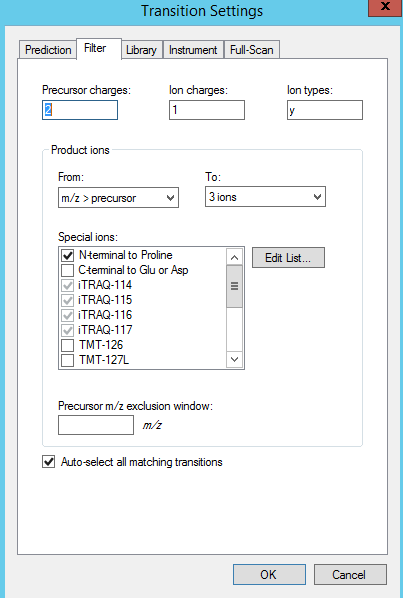 Transition Settings
x
Prediction Filter Library Instrument Full-Scan
Precursor charges: Ion charges: Ion types:
2 1 y
Product ions
From: To:
m/z > precursor 3 ions
Special ions:
N-terminal to Proline
C-terminal to Glu or Asp
iTRAQ-114
iTRAQ-115
iTRAQ-116
iTRAQ-117
TMT-126
TMT-127L
Edit List...
Precursor m/z exclusion window:
m/z
Auto-select all matching transitions
OK Cancel